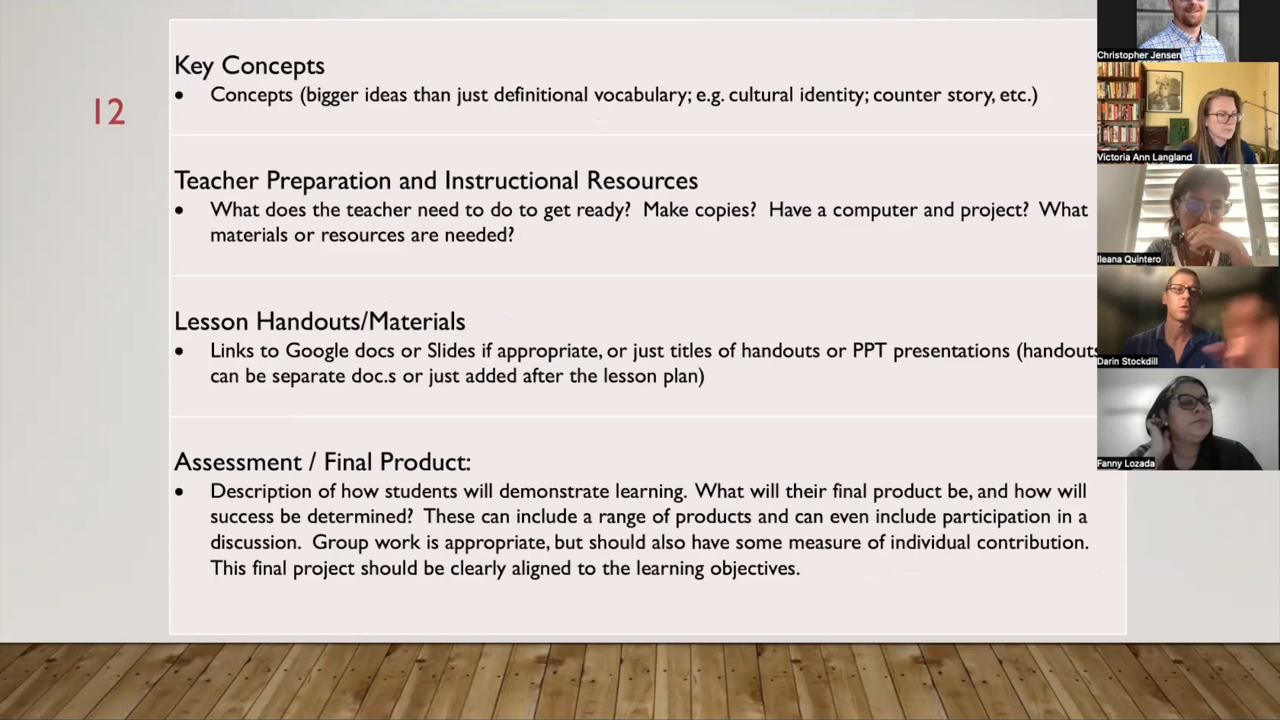 12
Key Concepts
• Concepts (bigger ideas than just definitional vocabulary; e.g. cultural identity; counter story, etc.)
Teacher Preparation and Instructional Resources
• What does the teacher need to do to get ready?  Make copies?  Have a computer and project?  What
materials or resources are needed?
Lesson Handouts/Materials
• Links to Google docs or Slides if appropriate, or just titles of handouts or PPT presentations (handouts
can be separate doc.s or just added after the lesson plan)
Assessment / Final Product:
• Description of how students will demonstrate learning.  What will their final product be, and how will
success be determined?  These can include a range of products and can even include participation in a
discussion.  Group work is appropriate, but should also have some measure of individual contribution.
This final project should be clearly aligned to the learning objectives.
Christopher Jensen
Victoria Ann Langland
Ileana Quintero
Darin Stockdill
Fanny Lozada